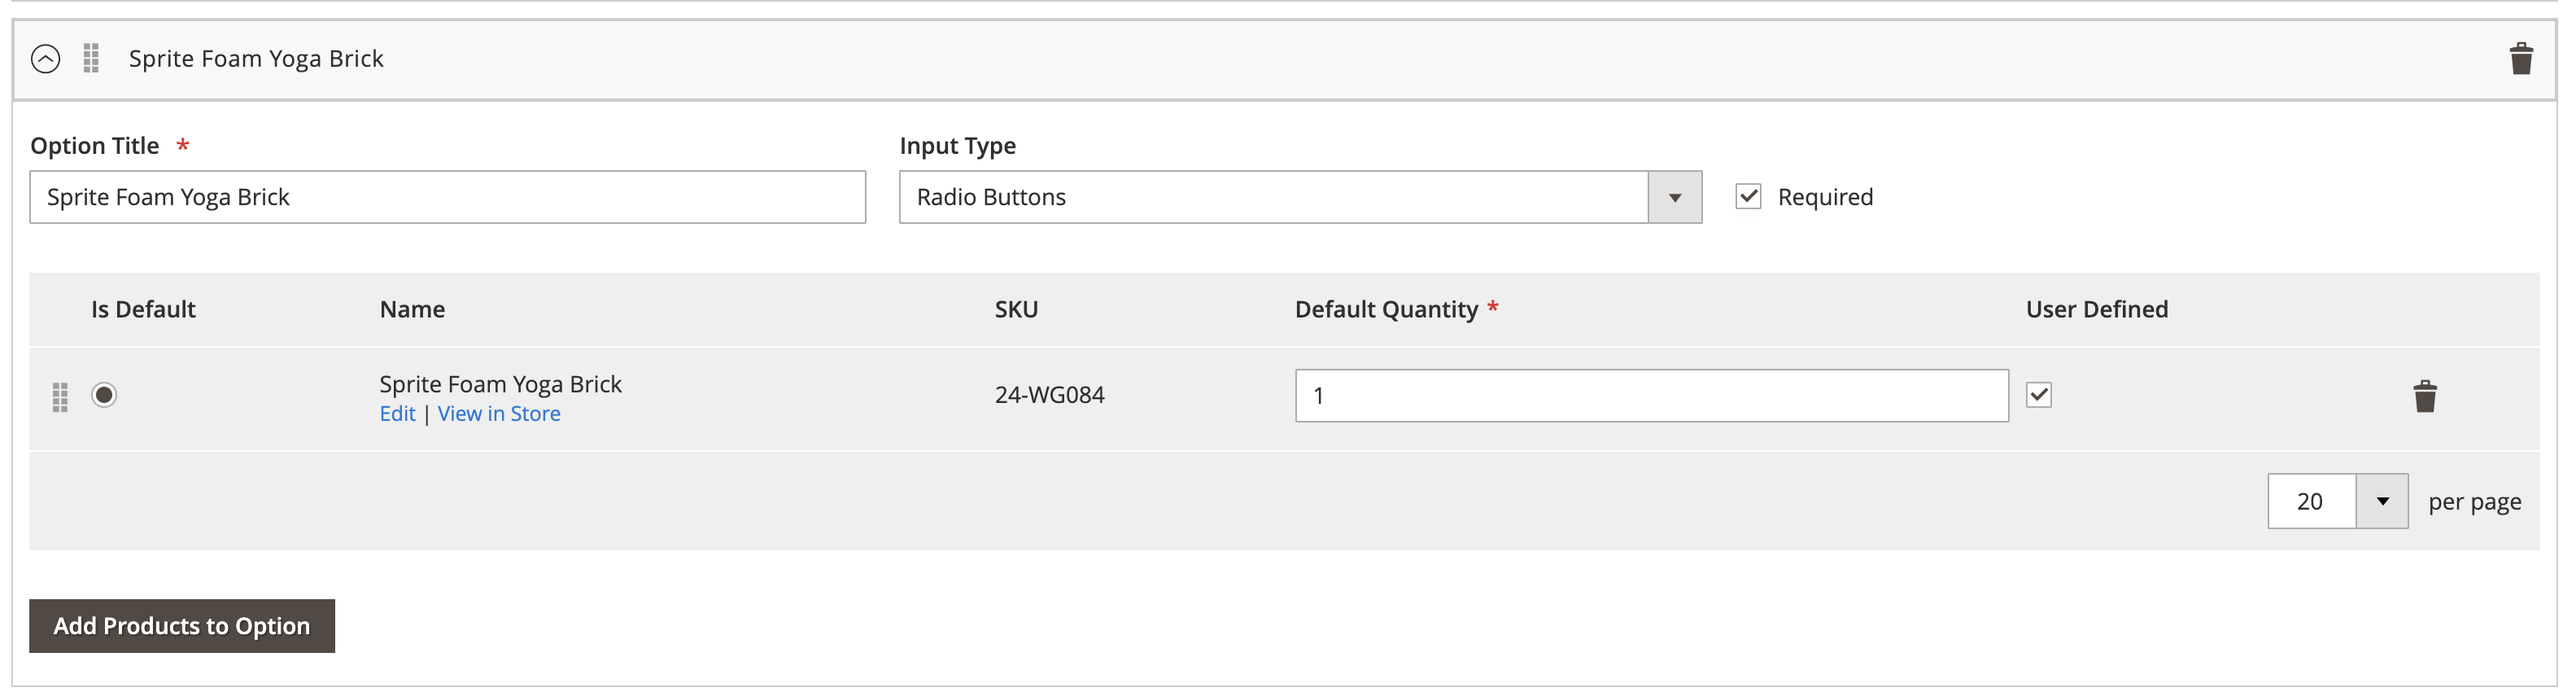 Sprite Foam Yoga Brick
Option Title *
Input Type
Sprite Foam Yoga Brick
Radio Buttons
Required
Is Default Name SKU Default Quantity * User Defined
Sprite Foam Yoga Brick
Edit | View in Store
24-WG084
1
20 per page
Add Products to Option